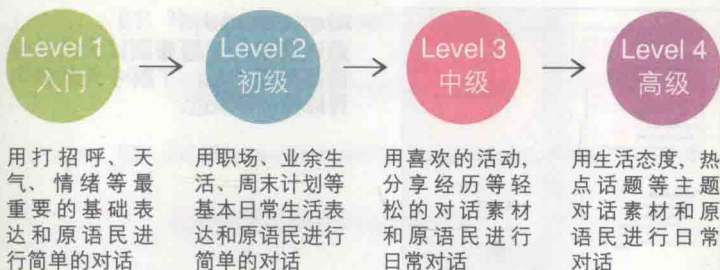 Level 1
入门
Level 2
初级
Level 3
中级
Level 4
高级
用打招呼、天
气、情绪等最
重要的基础表
达和原语民进
行简单的对话
用职场、业余生
活、周末计划等
基本日常生活表
达和原语民进行
简单的对话
用喜欢的活动,
分享经历等轻
松的对话素材
和原语民进行
日常对话
用生活态度, 热
点话题等主题
对话素材和原
语民进行日常
对话